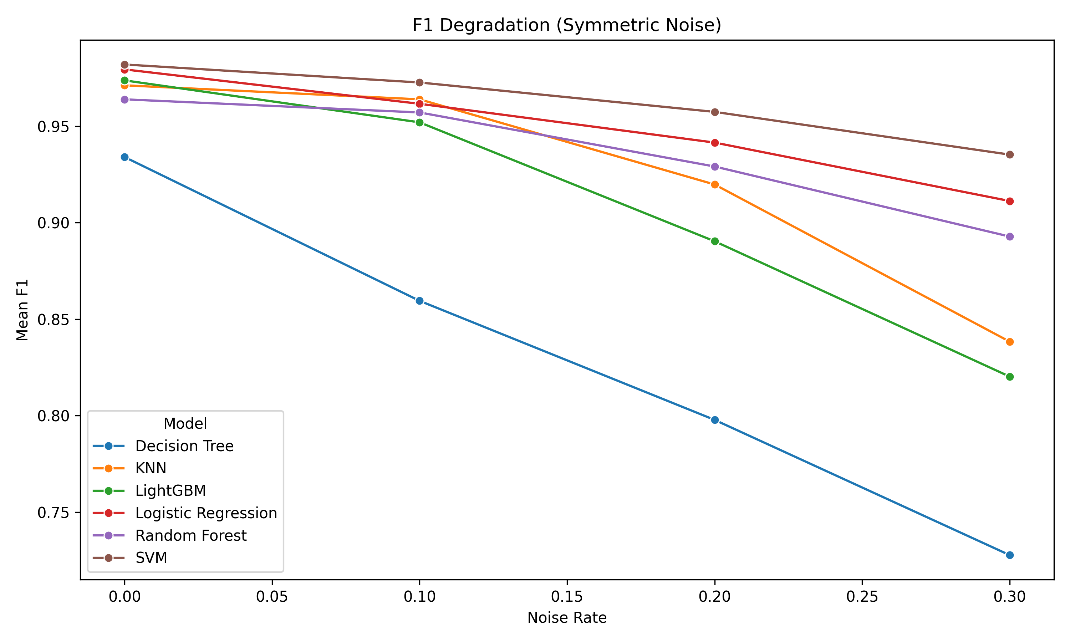 F1 Degradation (Symmetric Noise)
Mean F1
0.95
0.90
0.85
0.80
0.75
Model
Decision Tree
KNN
LightGBM
Logistic Regression
Random Forest
SVM
0.00 0.05 0.10 0.15 0.20 0.25 0.30
Noise Rate